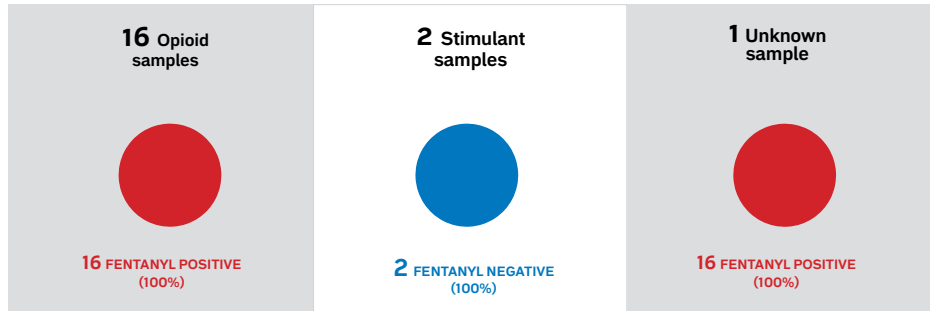 16 Opioid
samples
16 FENTANYL POSITIVE
(100%)
2 Stimulant
samples
2 FENTANYL NEGATIVE
(100%)
1 Unknown
sample
16 FENTANYL POSITIVE
(100%)